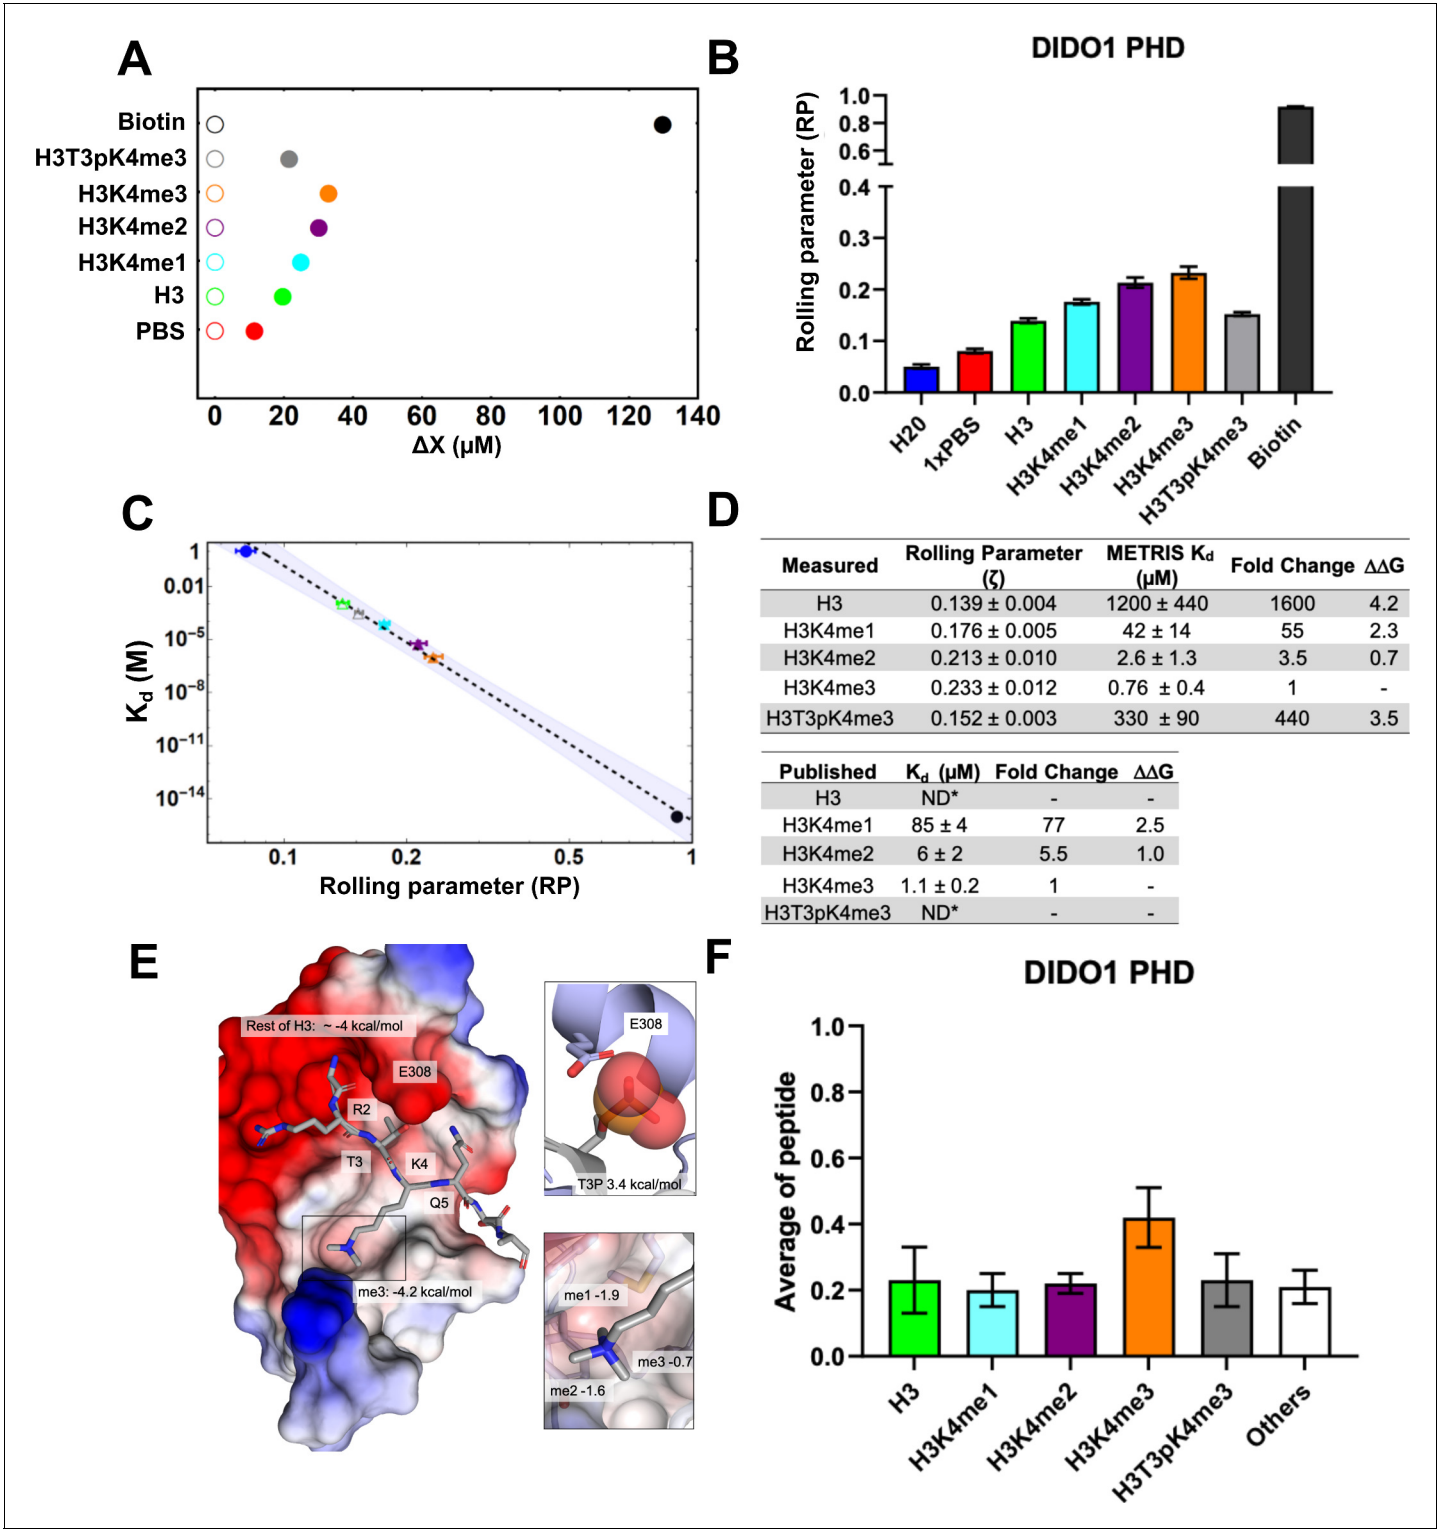 A
Biotin
H3T3pK4me3
H3K4me3
H3K4me2
H3K4me1
H3
PBS
0 20 40 60 80 100 120 140
ΔX (μM)
B
DIDO1 PHD
Rolling parameter (RP)
1.0
0.8
0.6
0.4
0.3
0.2
0.1
0.0
H20
1xPBS
H3
H3K4me1
H3K4me2
H3K4me3
H3T3pK4me3
Biotin
C
Kd (M)
1
0.01
10⁻⁵
10⁻⁸
10⁻¹¹
10⁻¹⁴
0.1 0.2 0.5 1
Rolling parameter (RP)
D
Measured Rolling Parameter (ζ) METRIS Kd (μM) Fold Change ΔΔG
H3 0.139 ± 0.004 1200 ± 440 1600 4.2
H3K4me1 0.176 ± 0.005 42 ± 14 55 2.3
H3K4me2 0.213 ± 0.010 2.6 ± 1.3 3.5 0.7
H3K4me3 0.233 ± 0.012 0.76 ± 0.4 1 -
H3T3pK4me3 0.152 ± 0.003 330 ± 90 440 3.5
Published Kd (μM) Fold Change ΔΔG
H3 ND* - -
H3K4me1 85 ± 4 77 2.5
H3K4me2 6 ± 2 5.5 1.0
H3K4me3 1.1 ± 0.2 1 -
H3T3pK4me3 ND* - -
E
Rest of H3: ~ -4 kcal/mol
E308
R2
T3
K4
Q5
me3: -4.2 kcal/mol
E308
T3P 3.4 kcal/mol
me1 -1.9
me3 -0.7
me2 -1.6
F
DIDO1 PHD
Average of peptide
1.0
0.8
0.6
0.4
0.2
0.0
H3
H3K4me1
H3K4me2
H3K4me3
H3T3pK4me3
Others